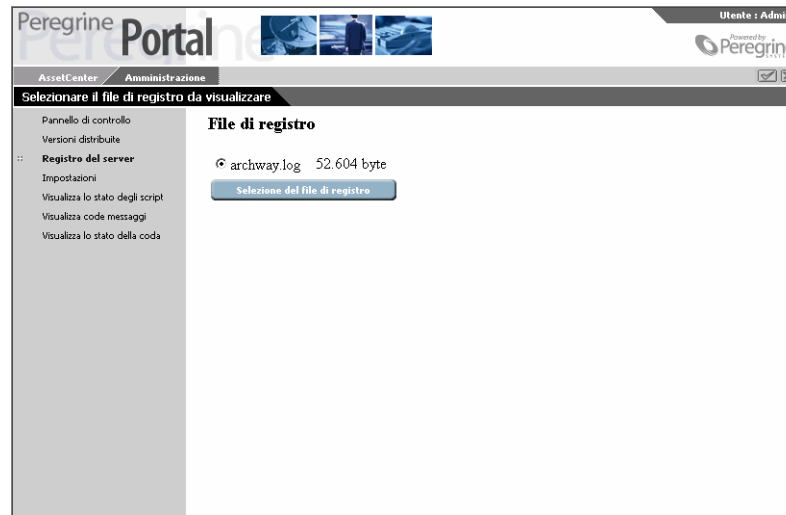 Peregrine Portal
Utente : Admi
Powered by
Peregrin
AssetCenter
Amministrazione
Selezionare il file di registro da visualizzare
Pannello di controllo
Versioni distribuite
Registro del server
Impostazioni
Visualizza lo stato degli script
Visualizza code messaggi
Visualizza lo stato della coda
File di registro
archway.log 52.604 byte
Selezione del file di registro